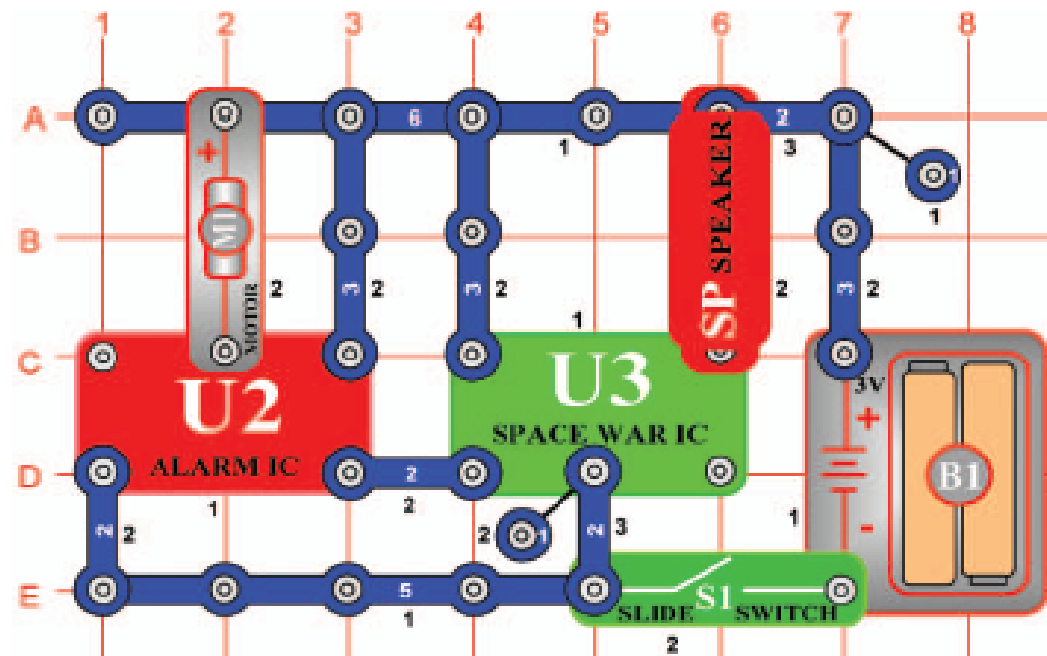 1 2 3 4 5 6 7 8
A 6 2
1 3
1
1
+
SPEAKER
B M1
MOTOR 2 3 2 3 2 SP 2 3 2
1
C U2 U3
3V
+
SPACE WAR IC
D ALARM IC 2 B1
2 2 1 2 2 1 2 3 1 -
E 5 S1
1 SLIDE SWITCH
2